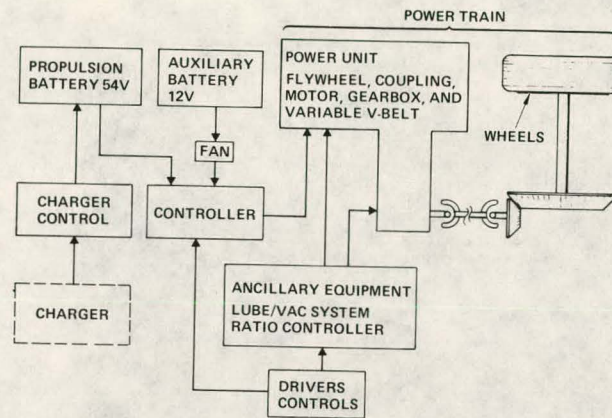 POWER TRAIN
PROPULSION
BATTERY 54V
AUXILIARY
BATTERY
12V
POWER UNIT
FLYWHEEL, COUPLING,
MOTOR, GEARBOX, AND
VARIABLE V-BELT
WHEELS
FAN
CHARGER
CONTROL
CONTROLLER
CHARGER
ANCILLARY EQUIPMENT
LUBE/VAC SYSTEM
RATIO CONTROLLER
DRIVERS
CONTROLS